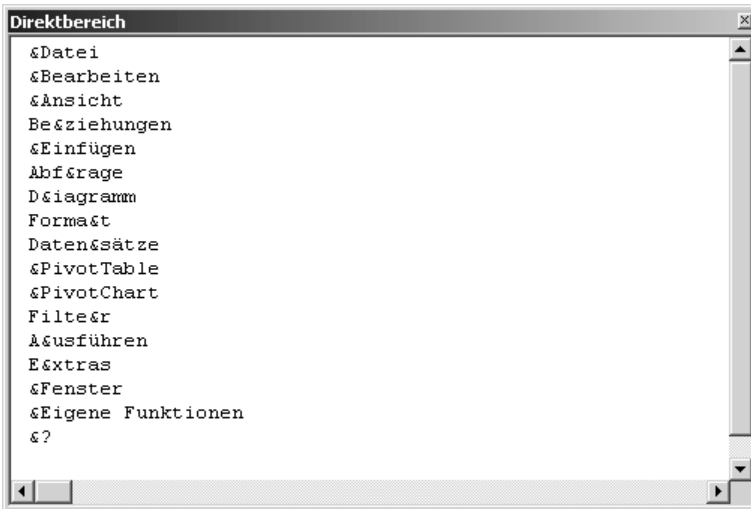 Direktbereich
&Datei
&Bearbeiten
&Ansicht
Be&ziehungen
&Einfügen
Abf&rage
D&iagramm
Forma&t
Daten&sätze
&PivotTable
&PivotChart
Filte&r
A&usführen
E&xtras
&Fenster
&Eigene Funktionen
&?